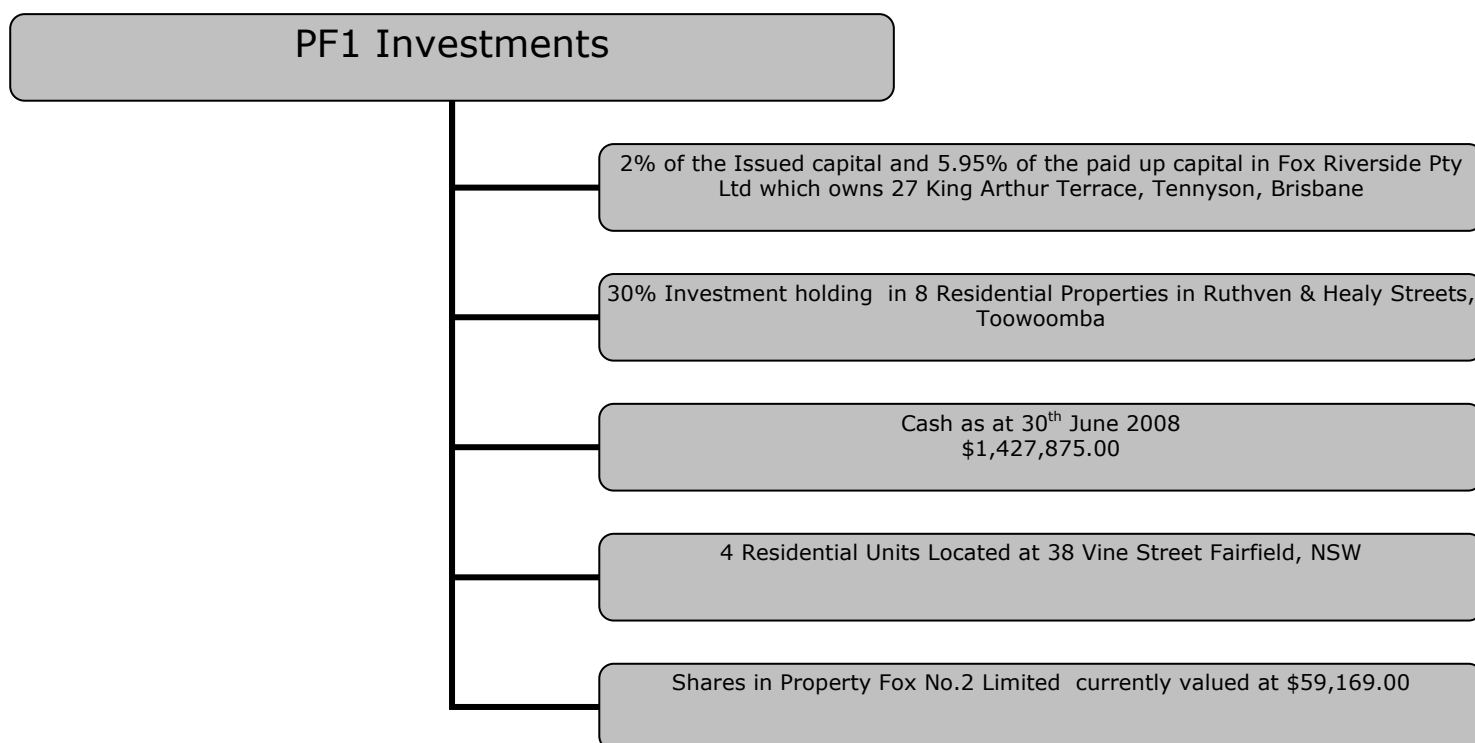 PF1 Investments
2% of the Issued capital and 5.95% of the paid up capital in Fox Riverside Pty
Ltd which owns 27 King Arthur Terrace, Tennyson, Brisbane
30% Investment holding in 8 Residential Properties in Ruthven & Healy Streets,
Toowoomba
Cash as at 30th June 2008
$1,427,875.00
4 Residential Units Located at 38 Vine Street Fairfield, NSW
Shares in Property Fox No.2 Limited currently valued at $59,169.00